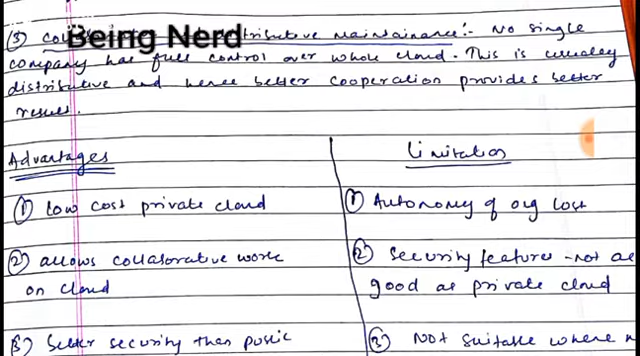 Being Nerd
(3) distributive maintainance:- No single
company has full control over whole cloud. This is usually
distributive and hence better cooperation provides better
result.
Advantages
Limitation
① Low cost private cloud
① Autonomy of org lost
② allows collaborative work
on cloud
② Security features not as
good as private cloud
③ better security than public
③ Not suitable where